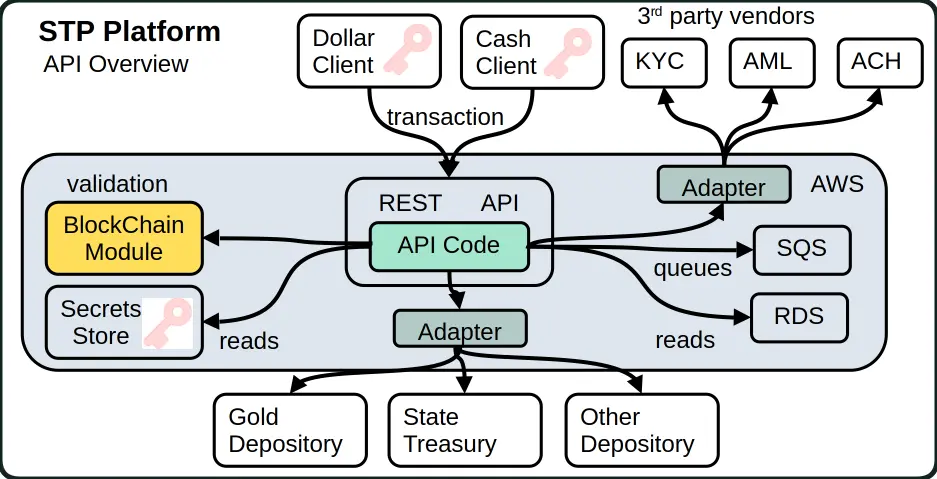 STP Platform
API Overview
Dollar
Client
Cash
Client
3rd party vendors
KYC
AML
ACH
transaction
validation
REST API
Adapter
AWS
BlockChain
Module
API Code
SQS
queues
Secrets
Store
reads
Adapter
RDS
reads
Gold
Depository
State
Treasury
Other
Depository